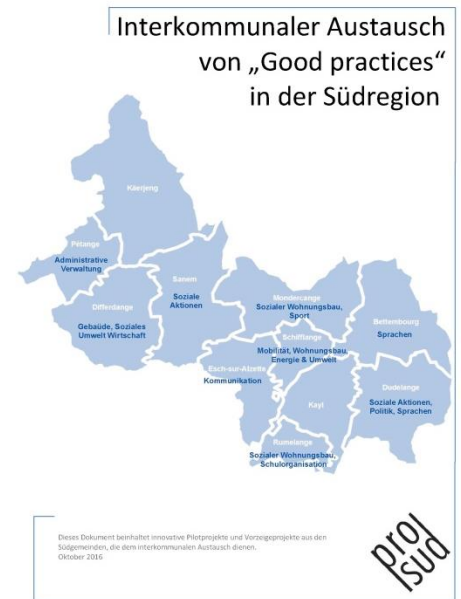 Interkommunaler Austausch
von „Good practices“
in der Südregion
Käerjeng
Pétange
Administrative
Verwaltung
Sanem
Soziale
Aktionen
Differdange
Gebaüde, Soziales
Umwelt Wirtschaft
Mondercange
Sozialer Wohnungsbau,
Sport
Bettembourg
Sprachen
Schifflange
Mobilität, Wohnungsbau,
Energie & Umwelt
Esch-sur-Alzette
Kommunikation
Kayl
Dudelange
Soziale Aktionen,
Politik, Sprachen
Rumelange
Sozialer Wohnungsbau,
Schulorganisation
Dieses Dokument beinhaltet innovative Pilotprojekte und Vorzeigeprojekte aus den
Südgemeinden, die dem interkommunalen Austausch dienen.
Oktober 2016
pro
sud